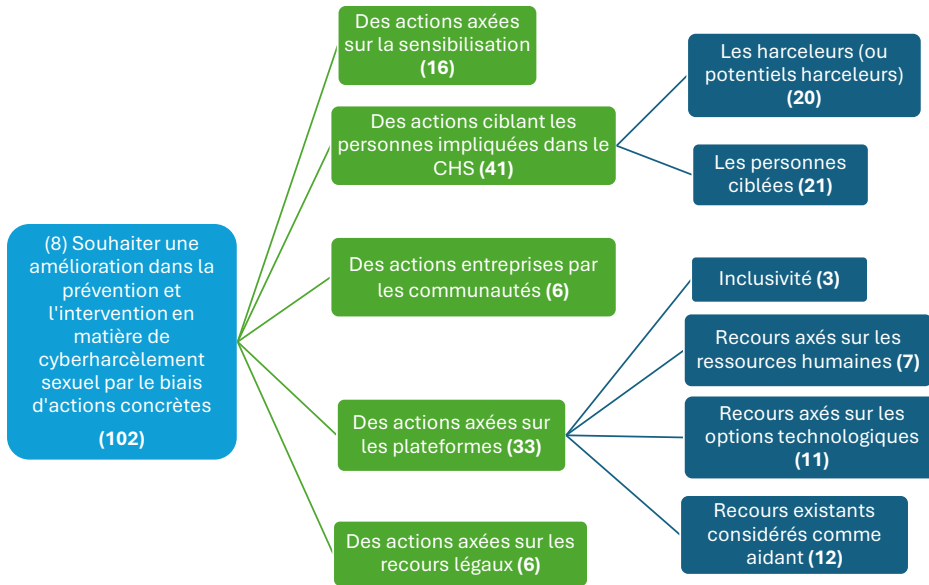 Des actions axées
sur la sensibilisation
(16)
Les harceleurs (ou
potentiels harceleurs)
(20)
Des actions ciblant les
personnes impliquées dans le
CHS (41)
Les personnes
ciblées (21)
(8) Souhaiter une
amélioration dans la
prévention et
l'intervention en
matière de
cyberharcèlement
sexuel par le biais
d'actions concrètes
(102)
Des actions entreprises par
les communautés (6)
Inclusivité (3)
Recours axés sur les
ressources humaines (7)
Des actions axées sur
les plateformes (33)
Recours axés sur les
options technologiques
(11)
Recours existants
considérés comme
aidant (12)
Des actions axées sur les
recours légaux (6)